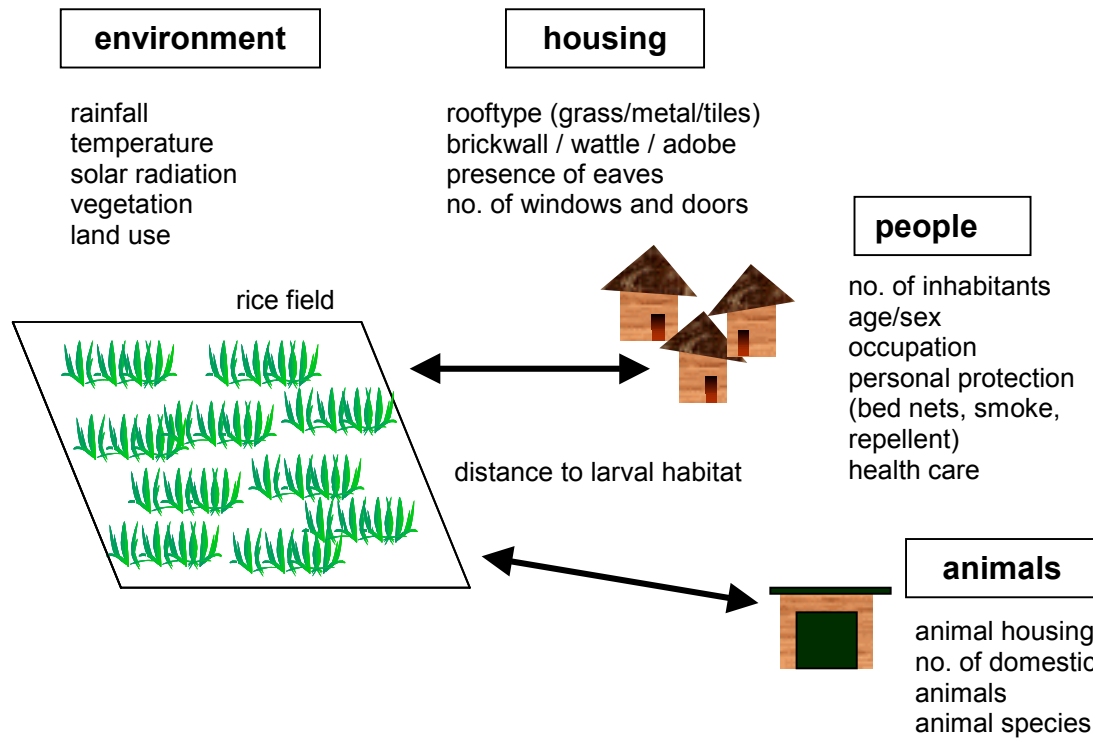 environment
rainfall
temperature
solar radiation
vegetation
land use
housing
rooftype (grass/metal/tiles)
brickwall / wattle / adobe
presence of eaves
no. of windows and doors
people
no. of inhabitants
age/sex
occupation
personal protection
(bed nets, smoke,
repellent)
health care
rice field
distance to larval habitat
animals
animal housing
no. of domestic
animals
animal species